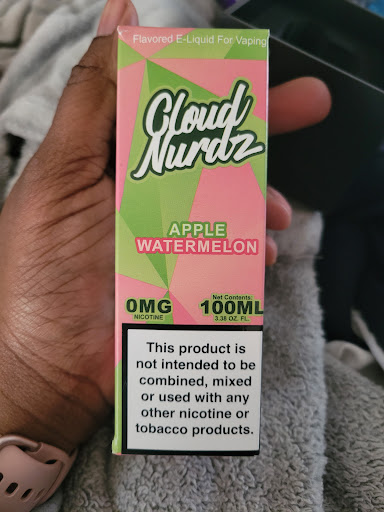 Flavored E-Liquid For Vaping
Cloud
Nurdz
APPLE
WATERMELON
0MG
NICOTINE
Net Contents:
100ML
3.38 OZ. FL.
This product is
not intended to be
combined, mixed
or used with any
other nicotine or
tobacco products.